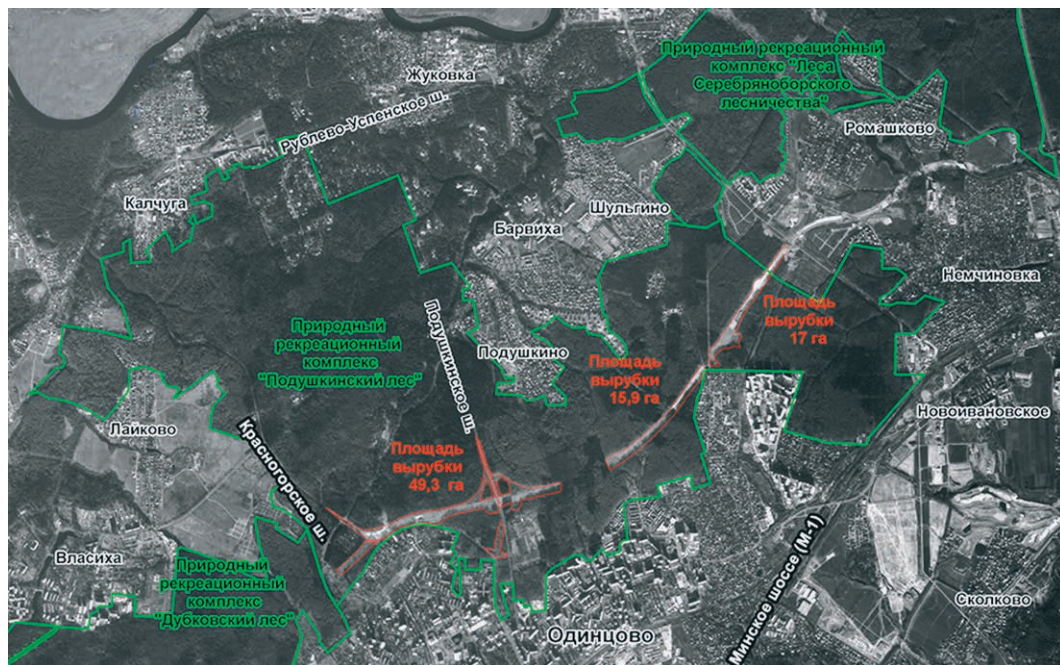 Природный рекреационный
комплекс "Леса
Серебряноборского
лесничества"
Жуковка
Рублево-Успенское ш.
Ромашково
Калчуга
Шульгино
Барвиха
Немчиновка
Площадь
вырубки
17 га
Природный
рекреационный
комплекс
"Подушкинский лес"
Подушкинское ш.
Подушкино
Площадь
вырубки
15,9 га
Новоивановское
Лайково
Красногорское ш.
Площадь
вырубки
49,3 га
Власиха
Природный
рекреационный
комплекс
"Дубковский лес"
Минское шоссе (М-1)
Сколково
Одинцово